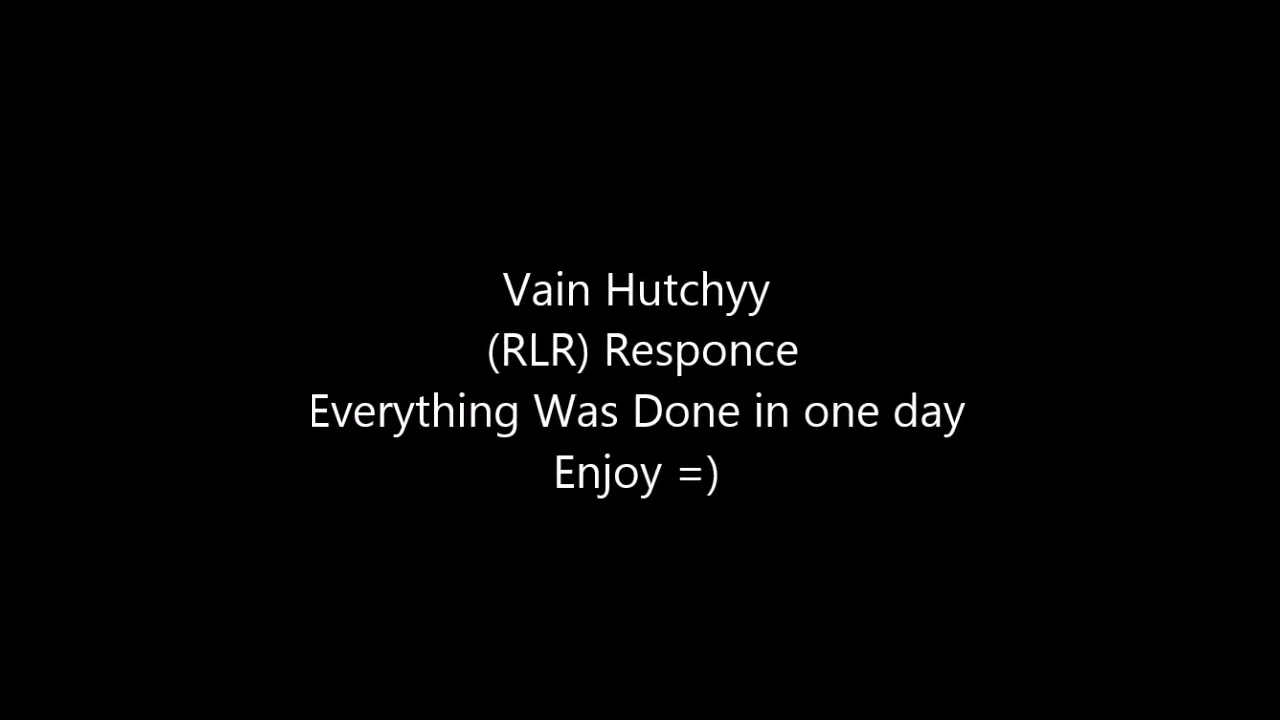 Vain Hutchyy
(RLR) Responce
Everything Was Done in one day
Enjoy =)